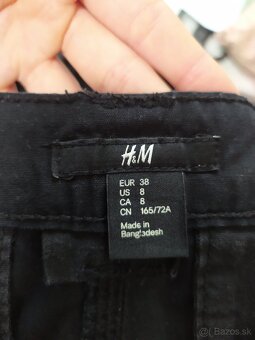 H&M
EUR 38
US 8
CA 8
CN 165/72A
Made in
Bangladesh
Bazos.sk